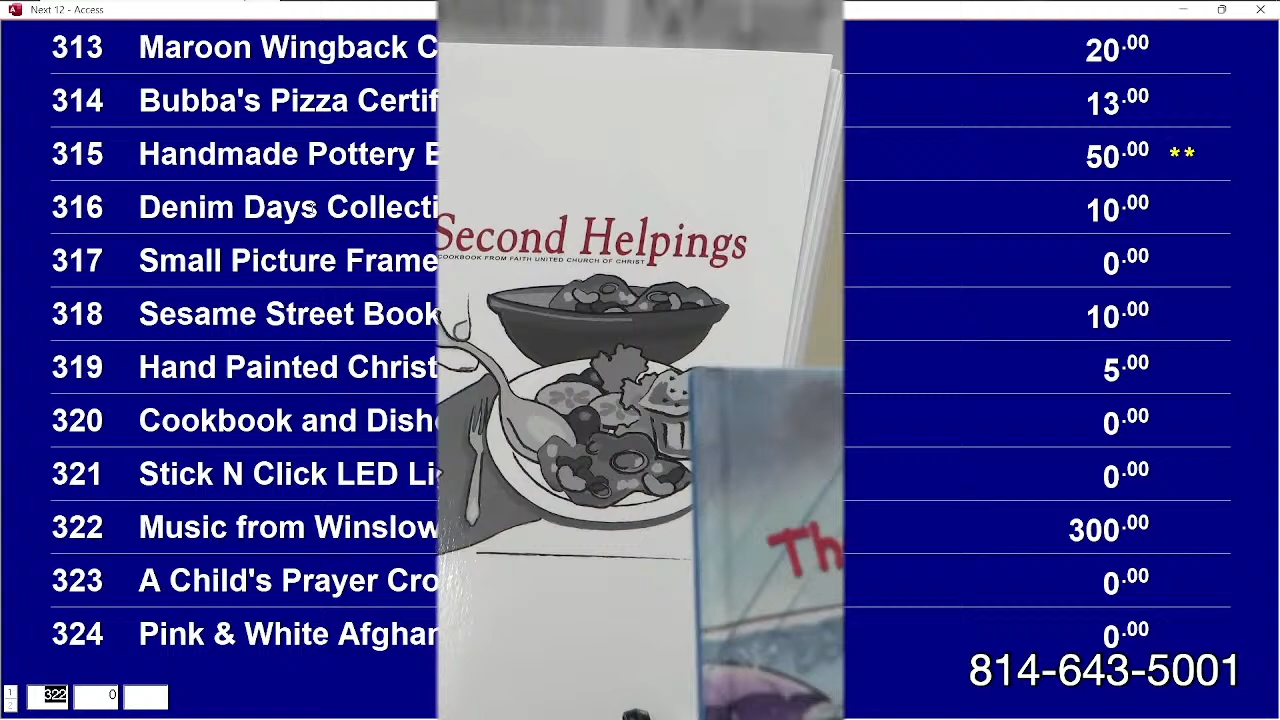 Next 12 - Access
313 Maroon Wingback C 20.00
314 Bubba's Pizza Certif 13.00
315 Handmade Pottery B 50.00 **
316 Denim Days Collecti 10.00
317 Small Picture Frame 0.00
318 Sesame Street Book 10.00
319 Hand Painted Christ 5.00
320 Cookbook and Dish 0.00
321 Stick N Click LED Li 0.00
322 Music from Winslow 300.00
323 A Child's Prayer Cro 0.00
324 Pink & White Afghan 0.00
814-643-5001
322 0
Second Helpings
COOKBOOK FROM FAITH UNITED CHURCH OF CHRIST
Th